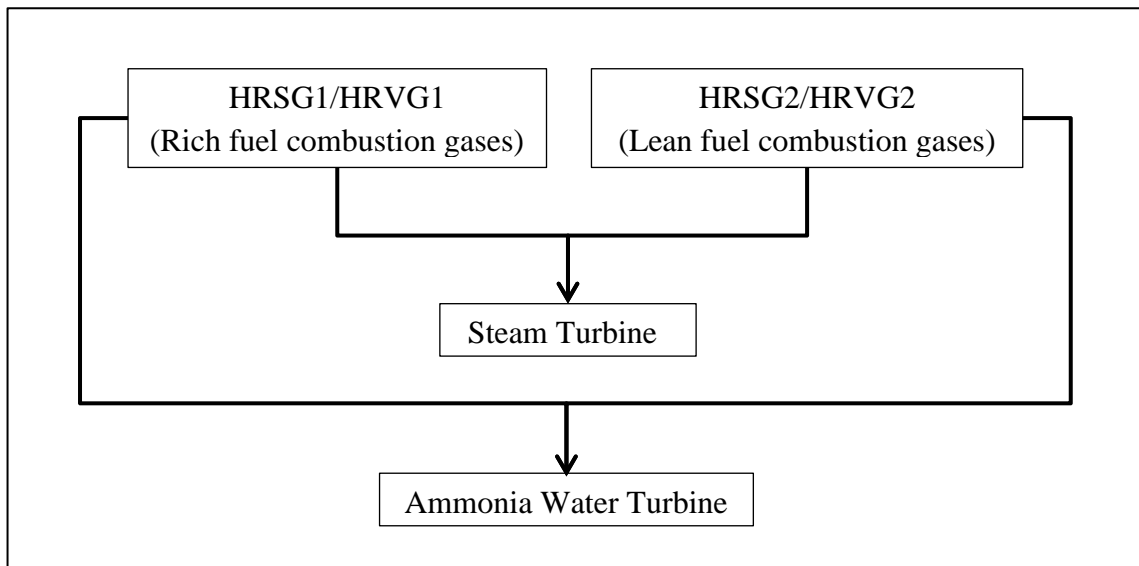 HRSG1/HRVG1
(Rich fuel combustion gases)
HRSG2/HRVG2
(Lean fuel combustion gases)
Steam Turbine
Ammonia Water Turbine